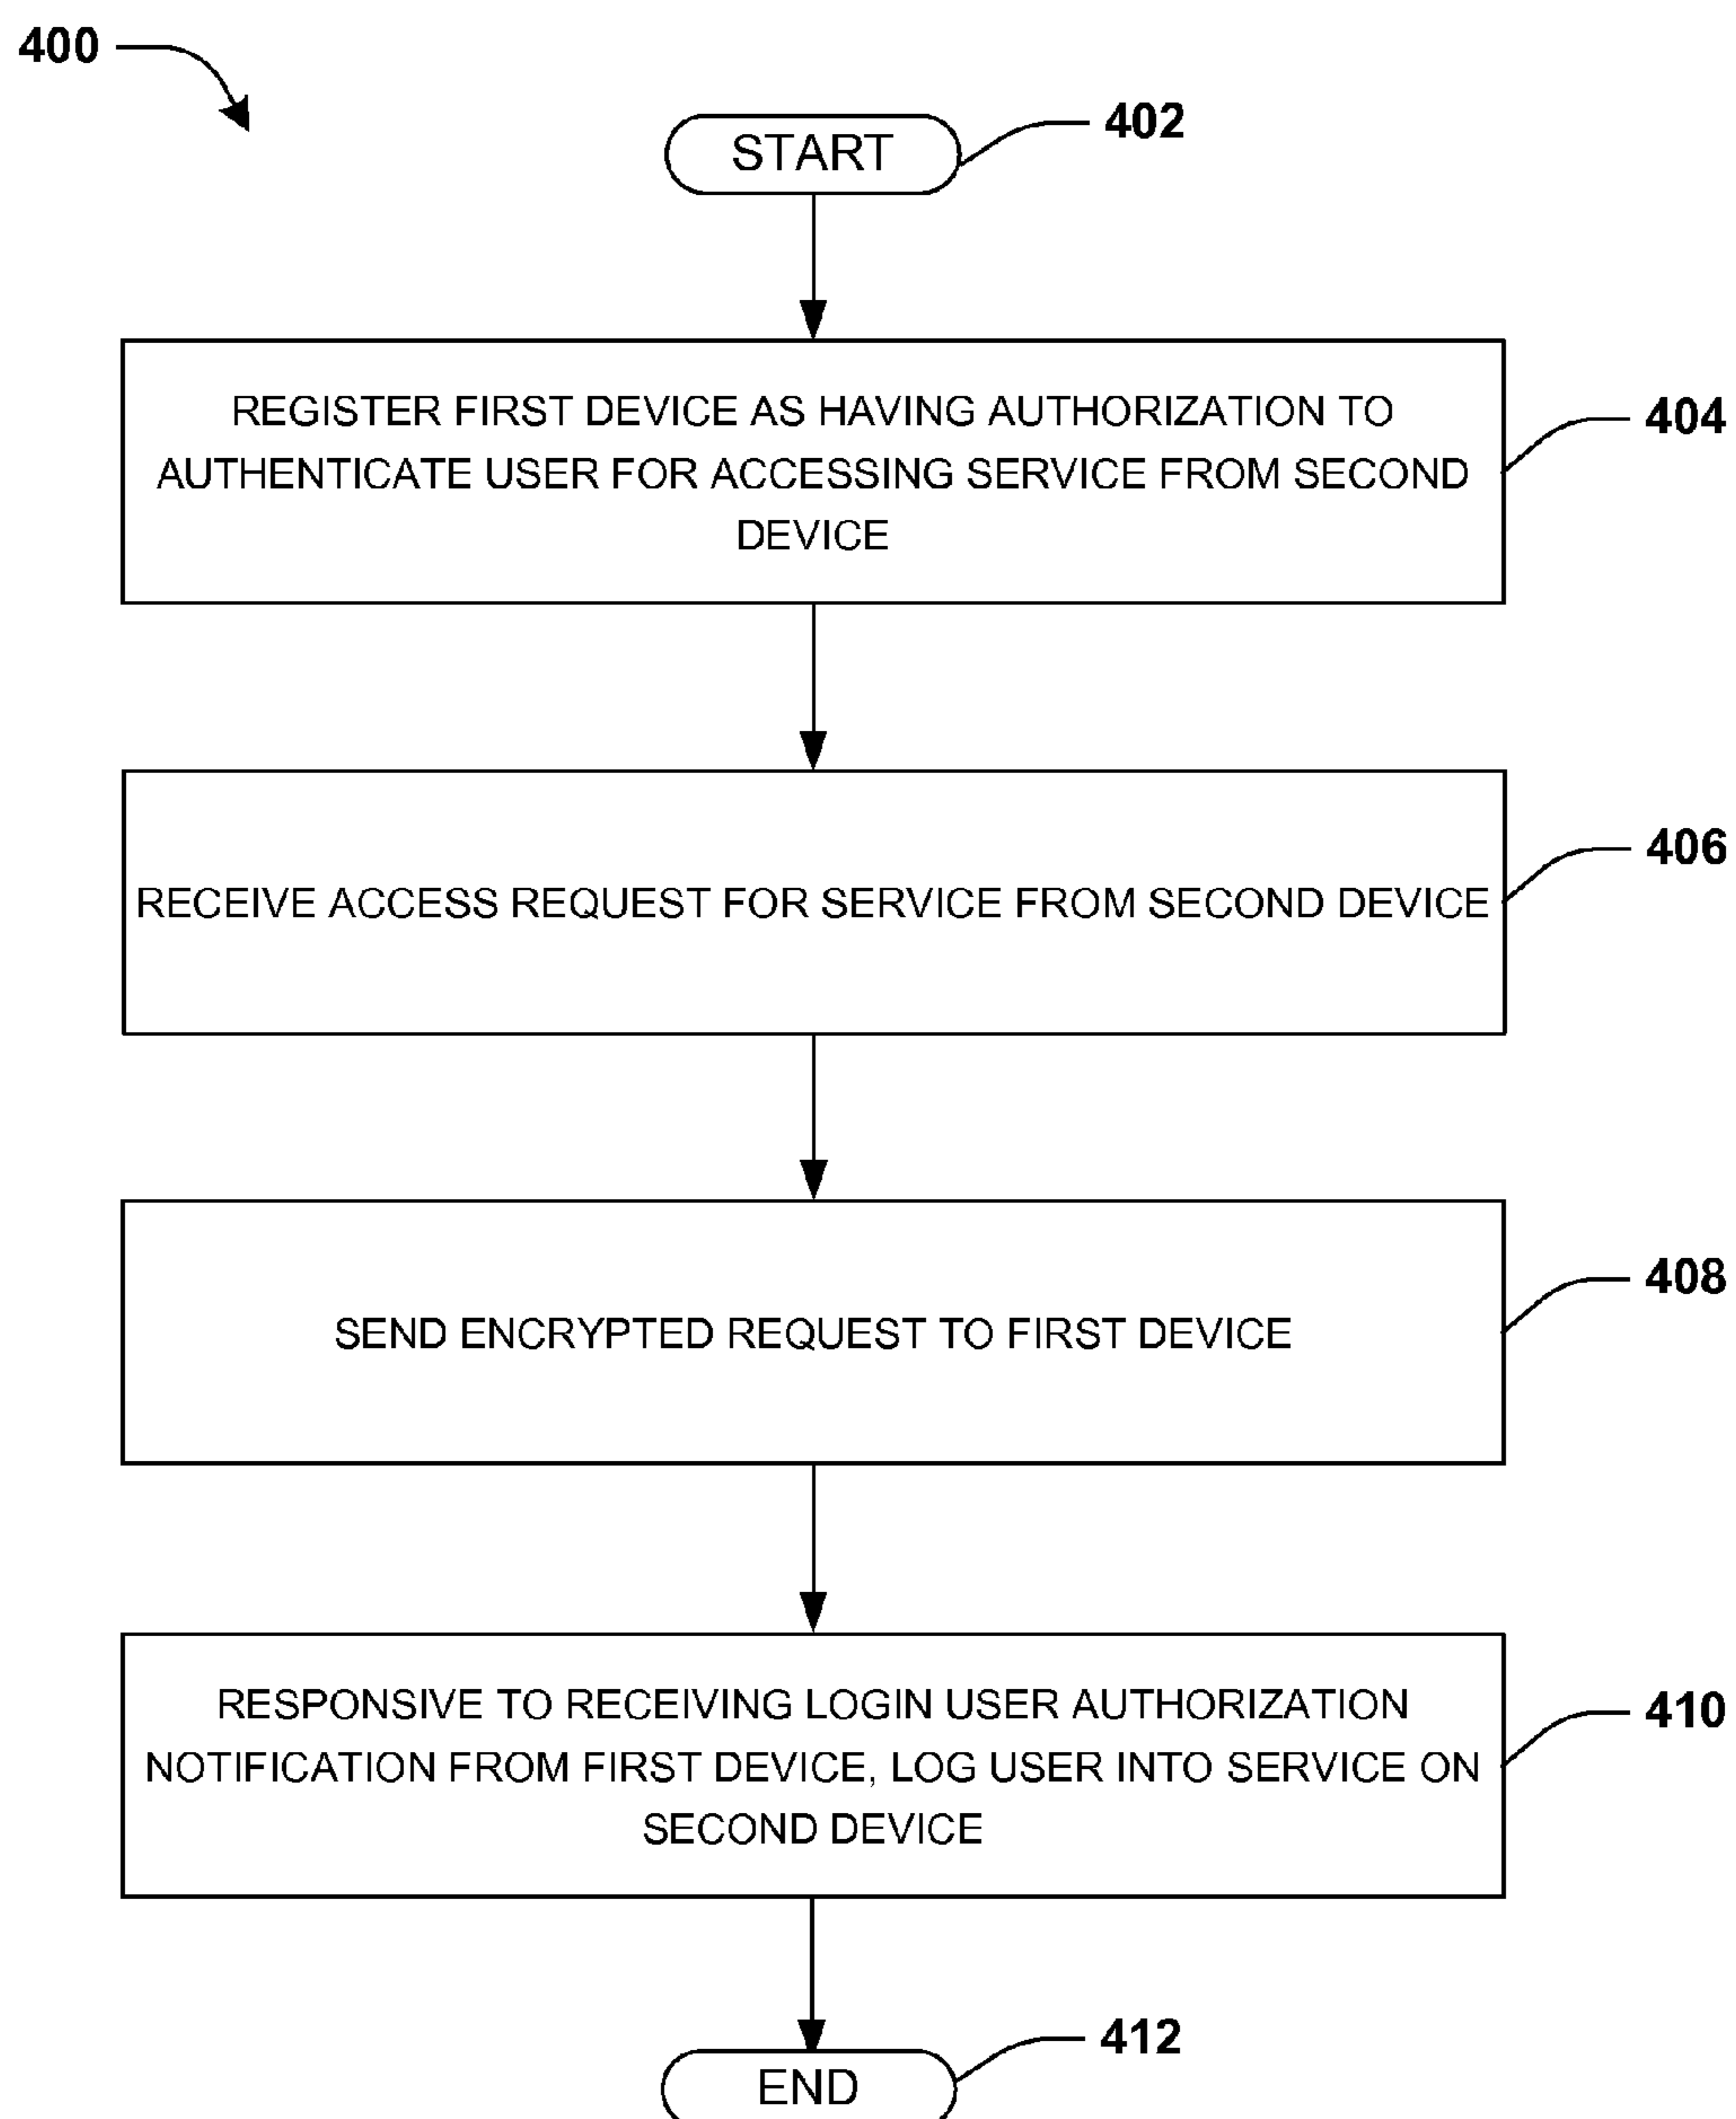 400
START
402
REGISTER FIRST DEVICE AS HAVING AUTHORIZATION TO
AUTHENTICATE USER FOR ACCESSING SERVICE FROM SECOND
DEVICE
404
RECEIVE ACCESS REQUEST FOR SERVICE FROM SECOND DEVICE
406
SEND ENCRYPTED REQUEST TO FIRST DEVICE
408
RESPONSIVE TO RECEIVING LOGIN USER AUTHORIZATION
NOTIFICATION FROM FIRST DEVICE, LOG USER INTO SERVICE ON
SECOND DEVICE
410
END
412